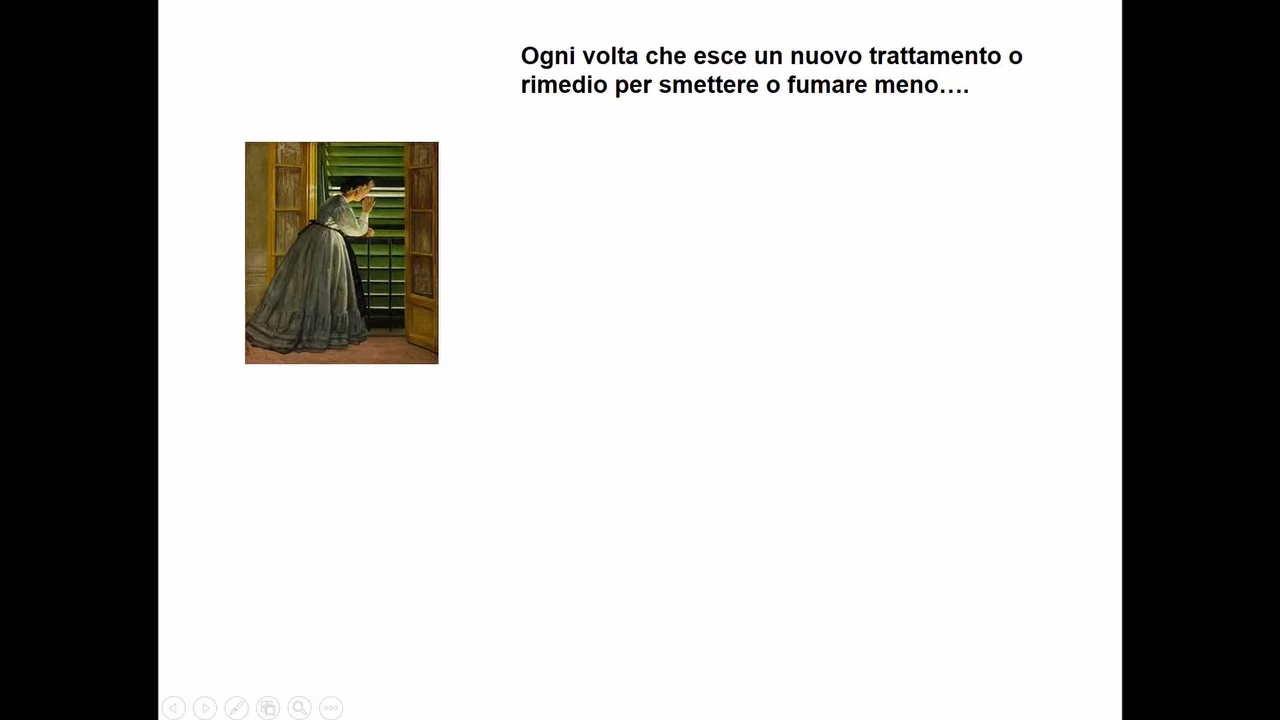 Ogni volta che esce un nuovo trattamento o
rimedio per smettere o fumare meno….